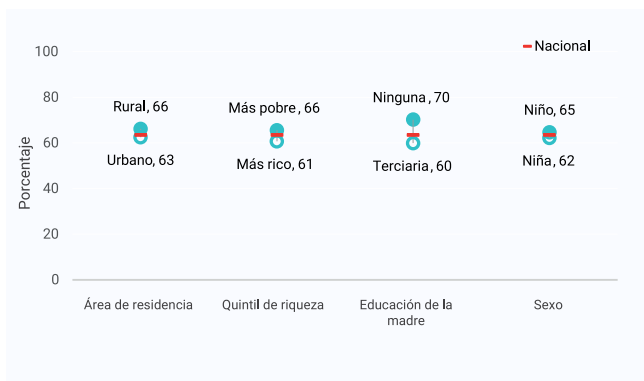 Nacional
Porcentaje
100
80
60
40
20
0
Rural, 66
Urbano, 63
Más pobre, 66
Más rico, 61
Ninguna, 70
Terciaria, 60
Niño, 65
Niña, 62
Área de residencia
Quintil de riqueza
Educación de la
madre
Sexo